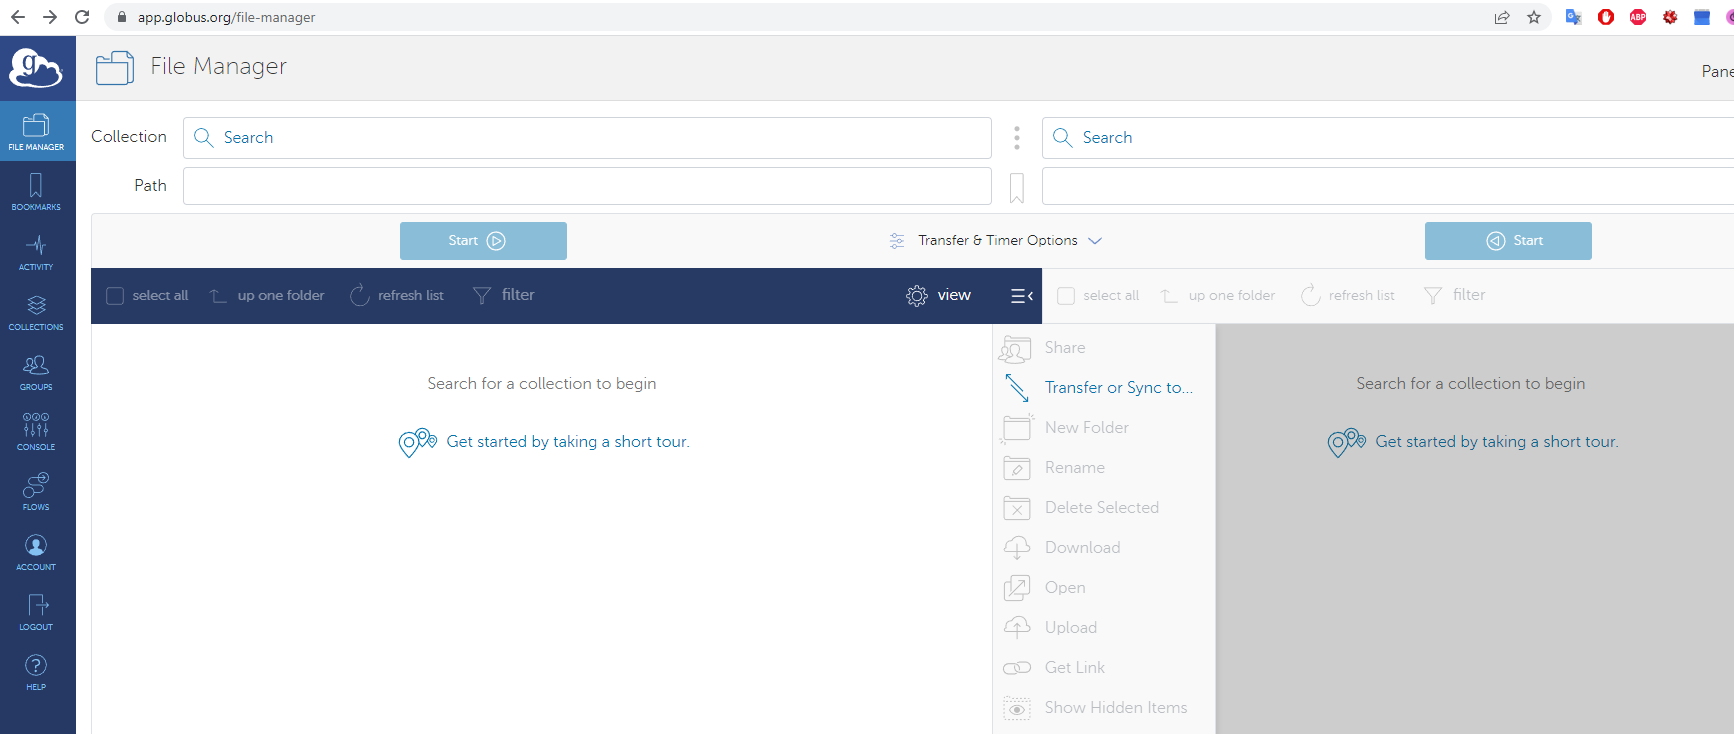 app.globus.org/file-manager
ABP
g
File Manager
Pane
FILE MANAGER
BOOKMARKS
ACTIVITY
COLLECTIONS
GROUPS
CONSOLE
FLOWS
ACCOUNT
LOGOUT
HELP
Collection
Search
Search
Path
Start
Transfer & Timer Options
Start
select all
up one folder
refresh list
filter
view
select all
up one folder
refresh list
filter
Search for a collection to begin
Get started by taking a short tour.
Share
Transfer or Sync to...
New Folder
Rename
Delete Selected
Download
Open
Upload
Get Link
Show Hidden Items
Search for a collection to begin
Get started by taking a short tour.